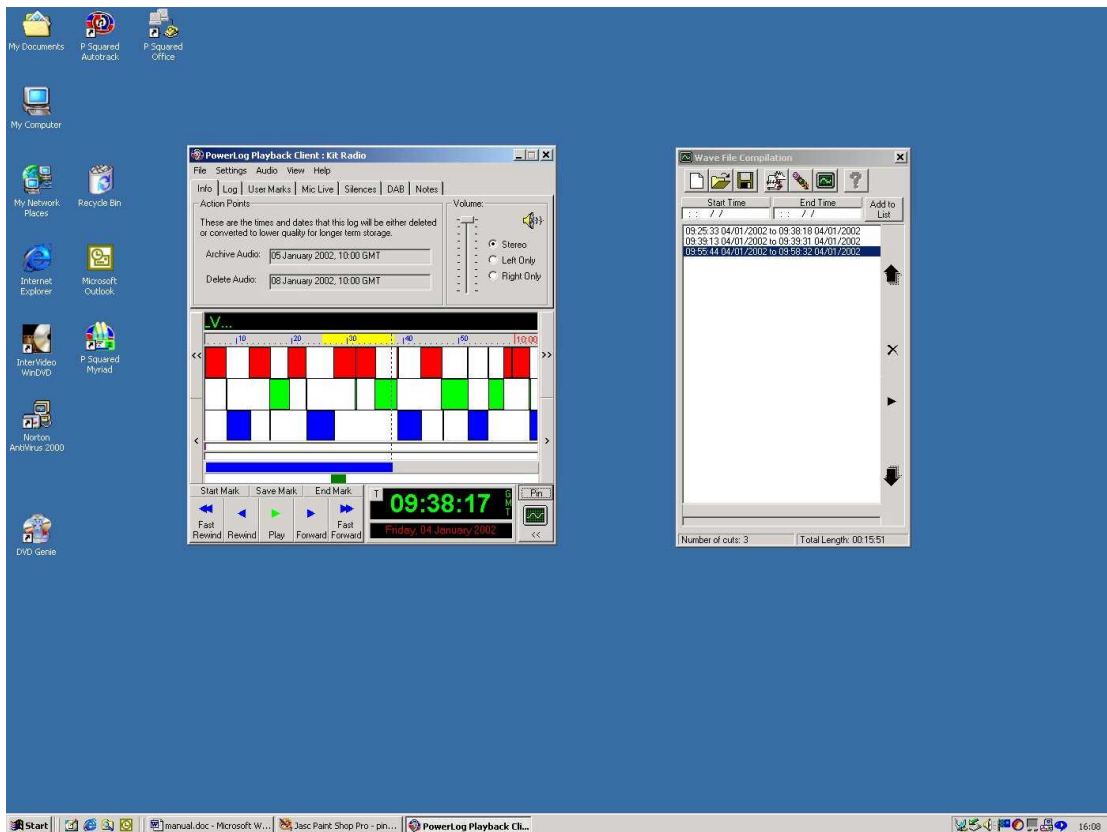 My Documents
P Squared
Autotrack
P Squared
Office
My Computer
My Network
Places
Recycle Bin
Internet
Explorer
Microsoft
Outlook
InterVideo
WinDVD
P Squared
Myriad
Norton
AntiVirus 2000
DVD Genie
PowerLog Playback Client : Kit Radio
File Settings Audio View Help
Info Log User Marks Mic Live Silences DAB Notes
Action Points
These are the times and dates that this log will be either deleted
or converted to lower quality for longer term storage.
Archive Audio: 05 January 2002, 10:00 GMT
Delete Audio: 08 January 2002, 10:00 GMT
Volume:
Stereo
Left Only
Right Only
_V...
10 20 30 40 50 10:00
<< >>
< >
Start Mark Save Mark End Mark
Fast
Rewind Rewind Play Forward Fast
Forward
T 09:38:17 GMT
Friday, 04 January 2002
Pin
<<
Wave File Compilation
Start Time End Time Add to
List
: : / / : : / /
09:25:33 04/01/2002 to 09:38:18 04/01/2002
09:39:13 04/01/2002 to 09:39:31 04/01/2002
09:55:44 04/01/2002 to 09:58:32 04/01/2002
Number of cuts: 3 Total Length: 00:15:51
Start manual.doc - Microsoft W... Jasc Paint Shop Pro - pin... PowerLog Playback Cli... 16:08